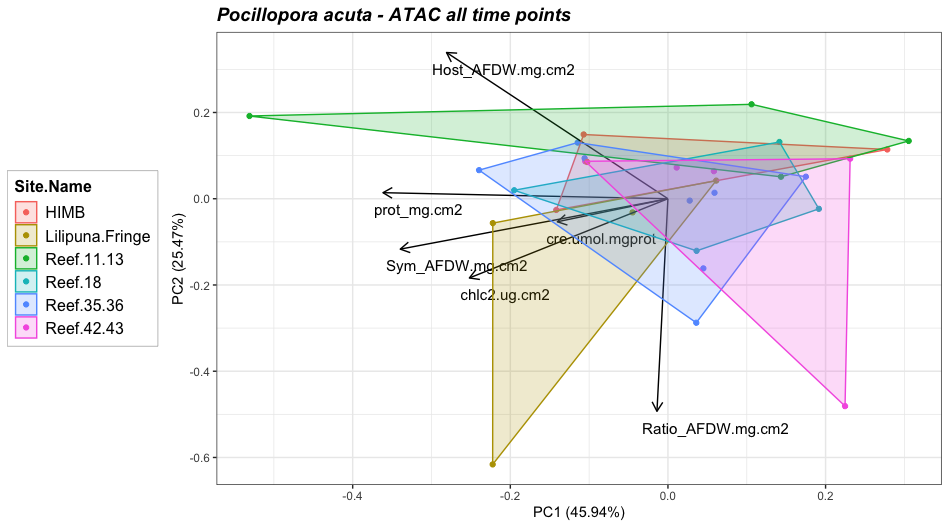 Pocillopora acuta - ATAC all time points
Site.Name
HIMB
Lilipuna.Fringe
Reef.11.13
Reef.18
Reef.35.36
Reef.42.43
PC2 (25.47%)
0.2
0.0
-0.2
-0.4
-0.6
Host_AFDW.mg.cm2
prot_mg.cm2
cre.umol.mgprot
Sym_AFDW.mg.cm2
chlc2.ug.cm2
Ratio_AFDW.mg.cm2
-0.4
-0.2
0.0
0.2
PC1 (45.94%)